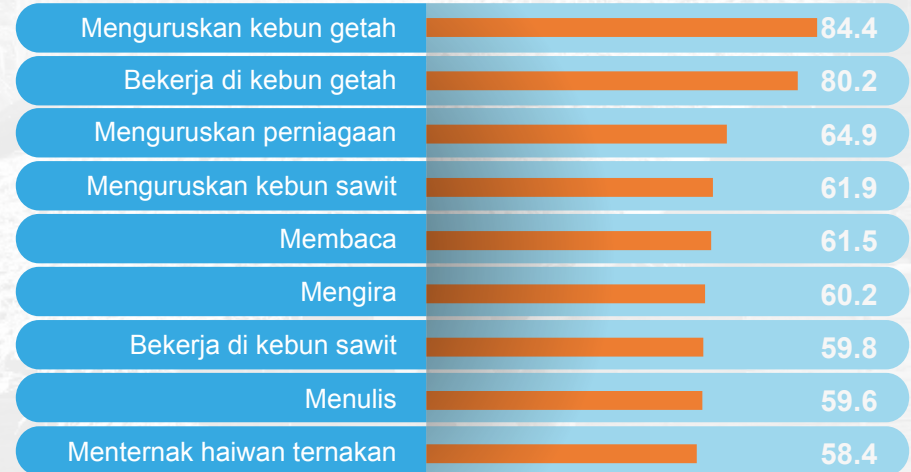 Menguruskan kebun getah 84.4
Bekerja di kebun getah 80.2
Menguruskan perniagaan 64.9
Menguruskan kebun sawit 61.9
Membaca 61.5
Mengira 60.2
Bekerja di kebun sawit 59.8
Menulis 59.6
Menternak haiwan ternakan 58.4